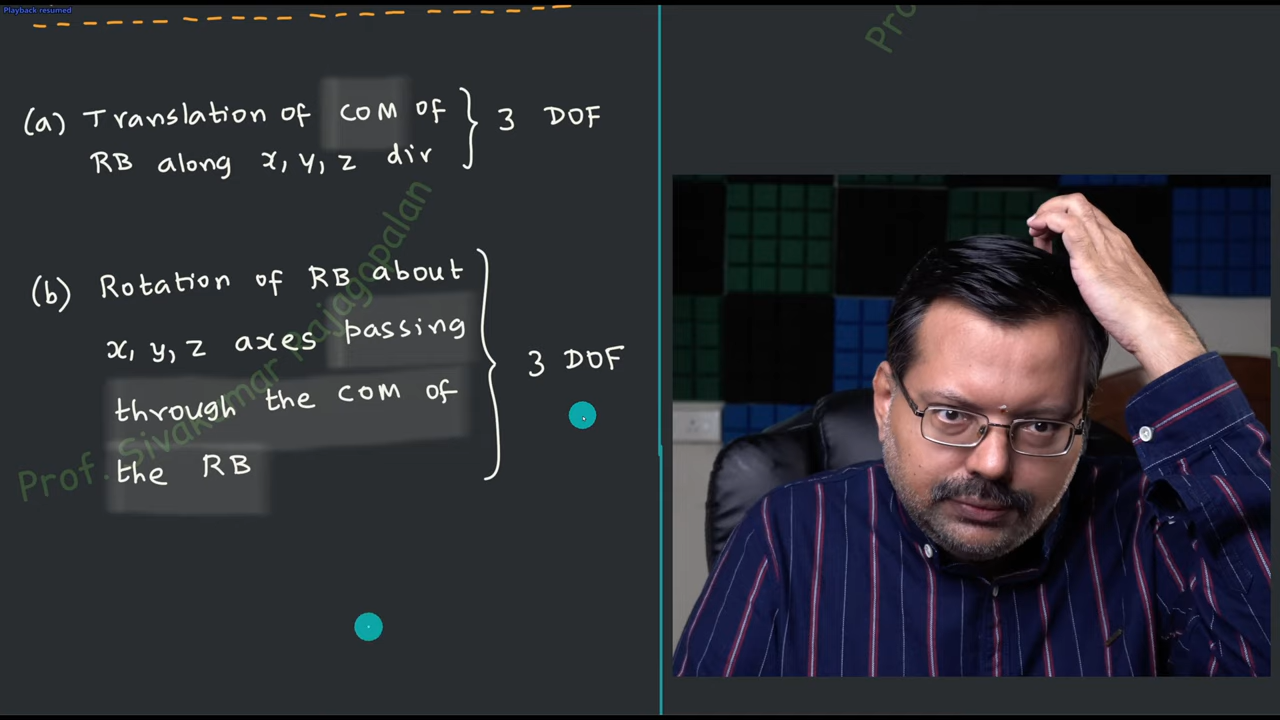 Playback resumed
(a) Translation of COM of
RB along x, y, z dir
3 DOF
(b) Rotation of RB about
x, y, z axes passing
through the COM of
the RB
3 DOF
Prof. Sivakumar Rajagopalan
Pro